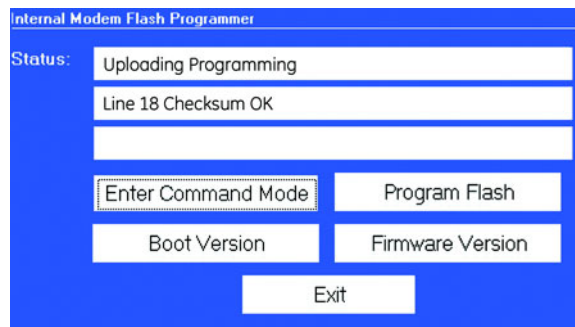 Internal Modem Flash Programmer
Status:
Uploading Programming
Line 18 Checksum OK
Enter Command Mode
Program Flash
Boot Version
Firmware Version
Exit